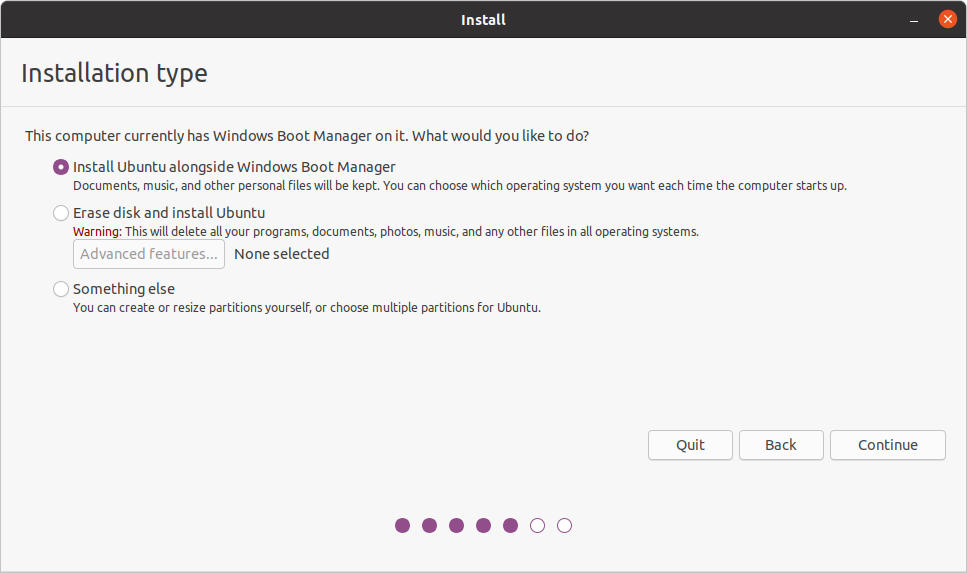 Install
Installation type
This computer currently has Windows Boot Manager on it. What would you like to do?
Install Ubuntu alongside Windows Boot Manager
Documents, music, and other personal files will be kept. You can choose which operating system you want each time the computer starts up.
Erase disk and install Ubuntu
Warning: This will delete all your programs, documents, photos, music, and any other files in all operating systems.
Advanced features... None selected
Something else
You can create or resize partitions yourself, or choose multiple partitions for Ubuntu.
Quit Back Continue